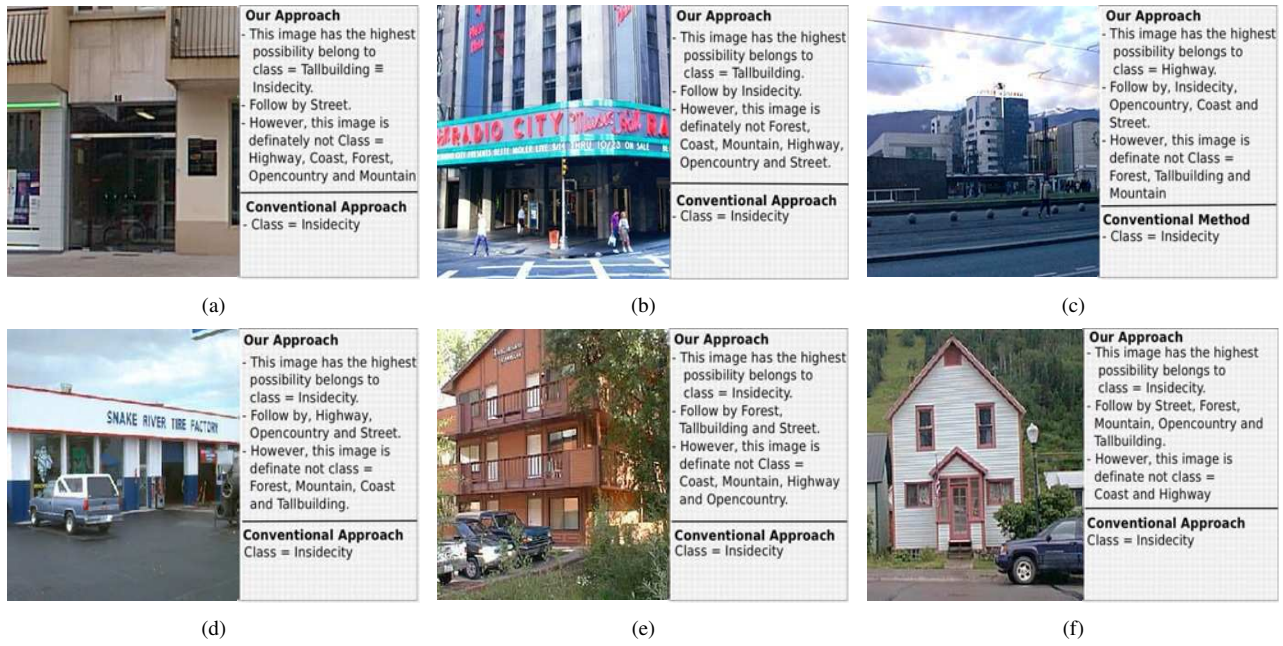 Our Approach
- This image has the highest
possibility belong to
class = Tallbuilding ≡
Insidecity.
- Follow by Street.
- However, this image is
definately not Class =
Highway, Coast, Forest,
Opencountry and Mountain
Conventional Approach
- Class = Insidecity
(a)
RADIO CITY Music Hall RA
Our Approach
- This image has the highest
possibility belongs to
class = Tallbuilding.
- Follow by Insidecity.
- However, this image is
definately not Forest,
Coast, Mountain, Highway,
Opencountry and Street.
Conventional Approach
- Class = Insidecity
(b)
Our Approach
- This image has the highest
possibility belongs to
class = Highway.
- Follow by, Insidecity,
Opencountry, Coast and
Street.
- However, this image is
definate not Class =
Forest, Tallbuilding and
Mountain
Conventional Method
- Class = Insidecity
(c)
SNAKE RIVER TIRE FACTORY
Our Approach
- This image has the highest
possibility belongs to
class = Insidecity.
- Follow by, Highway,
Opencountry and Street.
- However, this image is
definate not class =
Forest, Mountain, Coast
and Tallbuilding.
Conventional Approach
Class = Insidecity
(d)
Our Approach
- This image has the highest
possibility belongs to
class = Insidecity.
- Follow by Forest,
Tallbuilding and Street.
- However, this image is
definate not Class =
Coast, Mountain, Highway
and Opencountry.
Conventional Approach
Class = Insidecity
(e)
Our Approach
- This image has the highest
possibility belongs to
class = Insidecity.
- Follow by Street, Forest,
Mountain, Opencountry and
Tallbuilding.
- However, this image is
definate not class =
Coast and Highway
Conventional Approach
Class = Insidecity
(f)